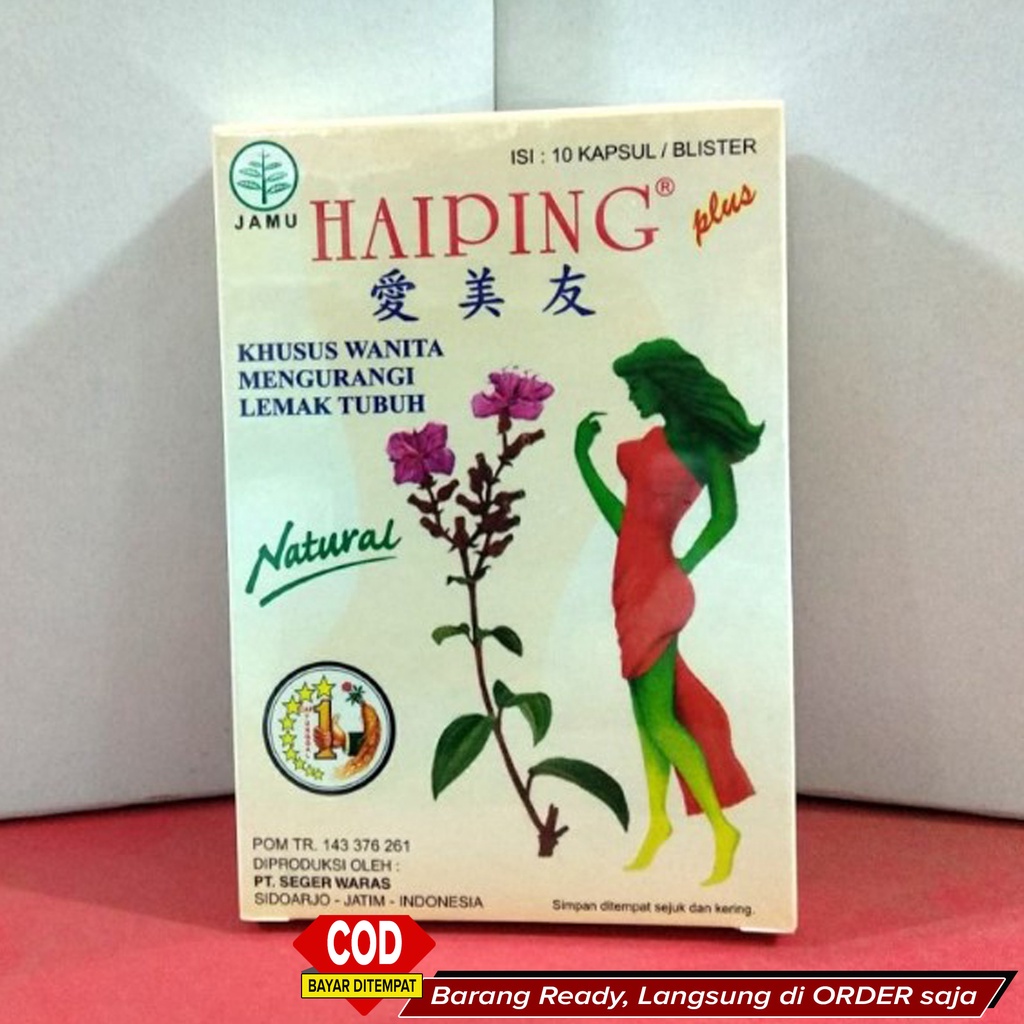 ISI : 10 KAPSUL / BLISTER
JAMU
HAIPING® plus
愛美友
KHUSUS WANITA
MENGURANGI
LEMAK TUBUH
Natural
1
POM TR. 143 376 261
DIPRODUKSI OLEH :
PT. SEGER WARAS
SIDOARJO - JATIM - INDONESIA
Simpan ditempat sejuk dan kering.
COD
BAYAR DITEMPAT
Barang Ready, Langsung di ORDER saja